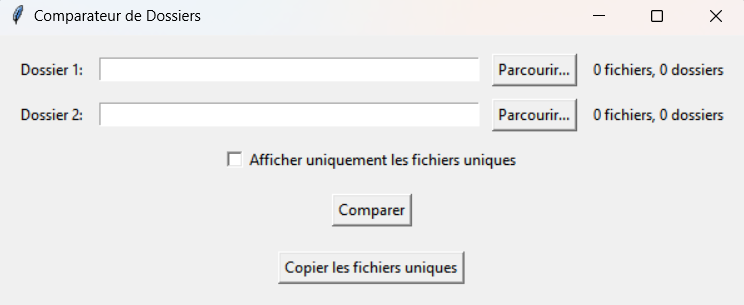 Comparateur de Dossiers
Dossier 1: Parcourir... 0 fichiers, 0 dossiers
Dossier 2: Parcourir... 0 fichiers, 0 dossiers
Afficher uniquement les fichiers uniques
Comparer
Copier les fichiers uniques